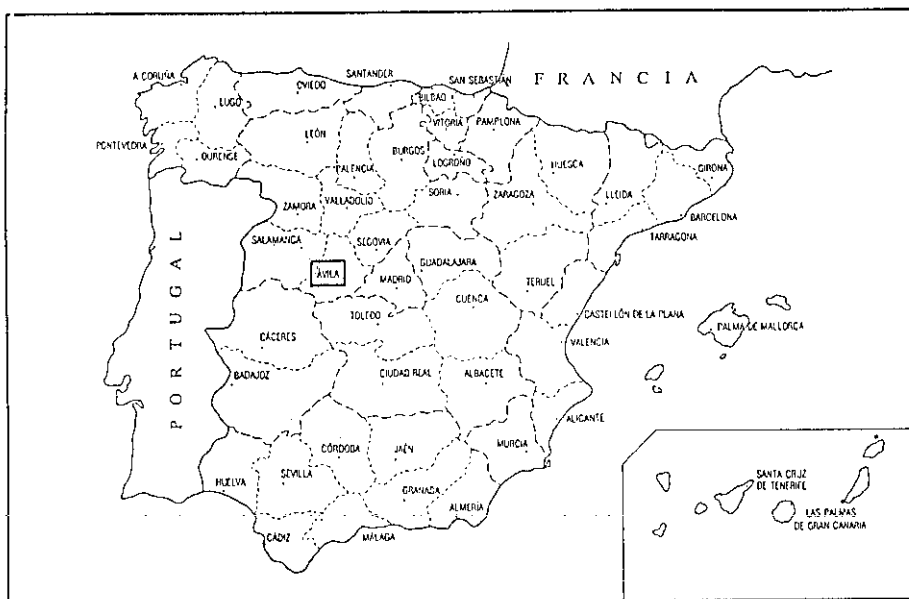 A CORUÑA
LUGO
OVIEDO
SANTANDER
BILBAO
SAN SEBASTIÁN
FRANCIA
PONTEVEDRA
OURENSE
LEÓN
PALENCIA
BURGOS
VITORIA
PAMPLONA
LOGROÑO
HUESCA
LLEIDA
GIRONA
BARCELONA
TARRAGONA
ZAMORA
VALLADOLID
SORIA
ZARAGOZA
SALAMANCA
SEGOVIA
ÁVILA
MADRID
GUADALAJARA
TERUEL
CUENCA
TOLEDO
CASTELLÓN DE LA PLANA
PALMA DE MALLORCA
VALENCIA
PORTUGAL
CÁCERES
BADAJOZ
CIUDAD REAL
ALBACETE
ALICANTE
MURCIA
HUELVA
SEVILLA
CÓRDOBA
JAÉN
GRANADA
ALMERÍA
CÁDIZ
MÁLAGA
SANTA CRUZ
DE TENERIFE
LAS PALMAS
DE GRAN CANARIA